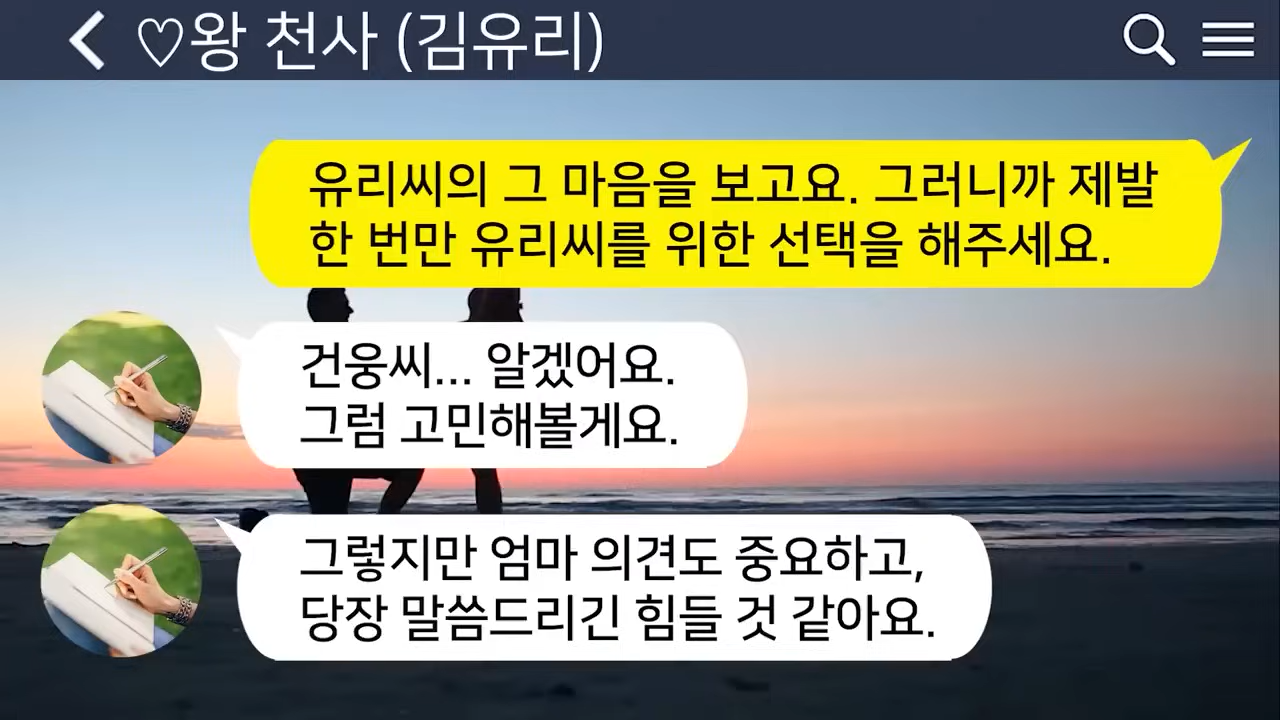 ♡왕 천사 (김유리)
유리씨의 그 마음을 보고요. 그러니까 제발
한 번만 유리씨를 위한 선택을 해주세요.
건웅씨... 알겠어요.
그럼 고민해볼게요.
그렇지만 엄마 의견도 중요하고,
당장 말씀드리긴 힘들 것 같아요.